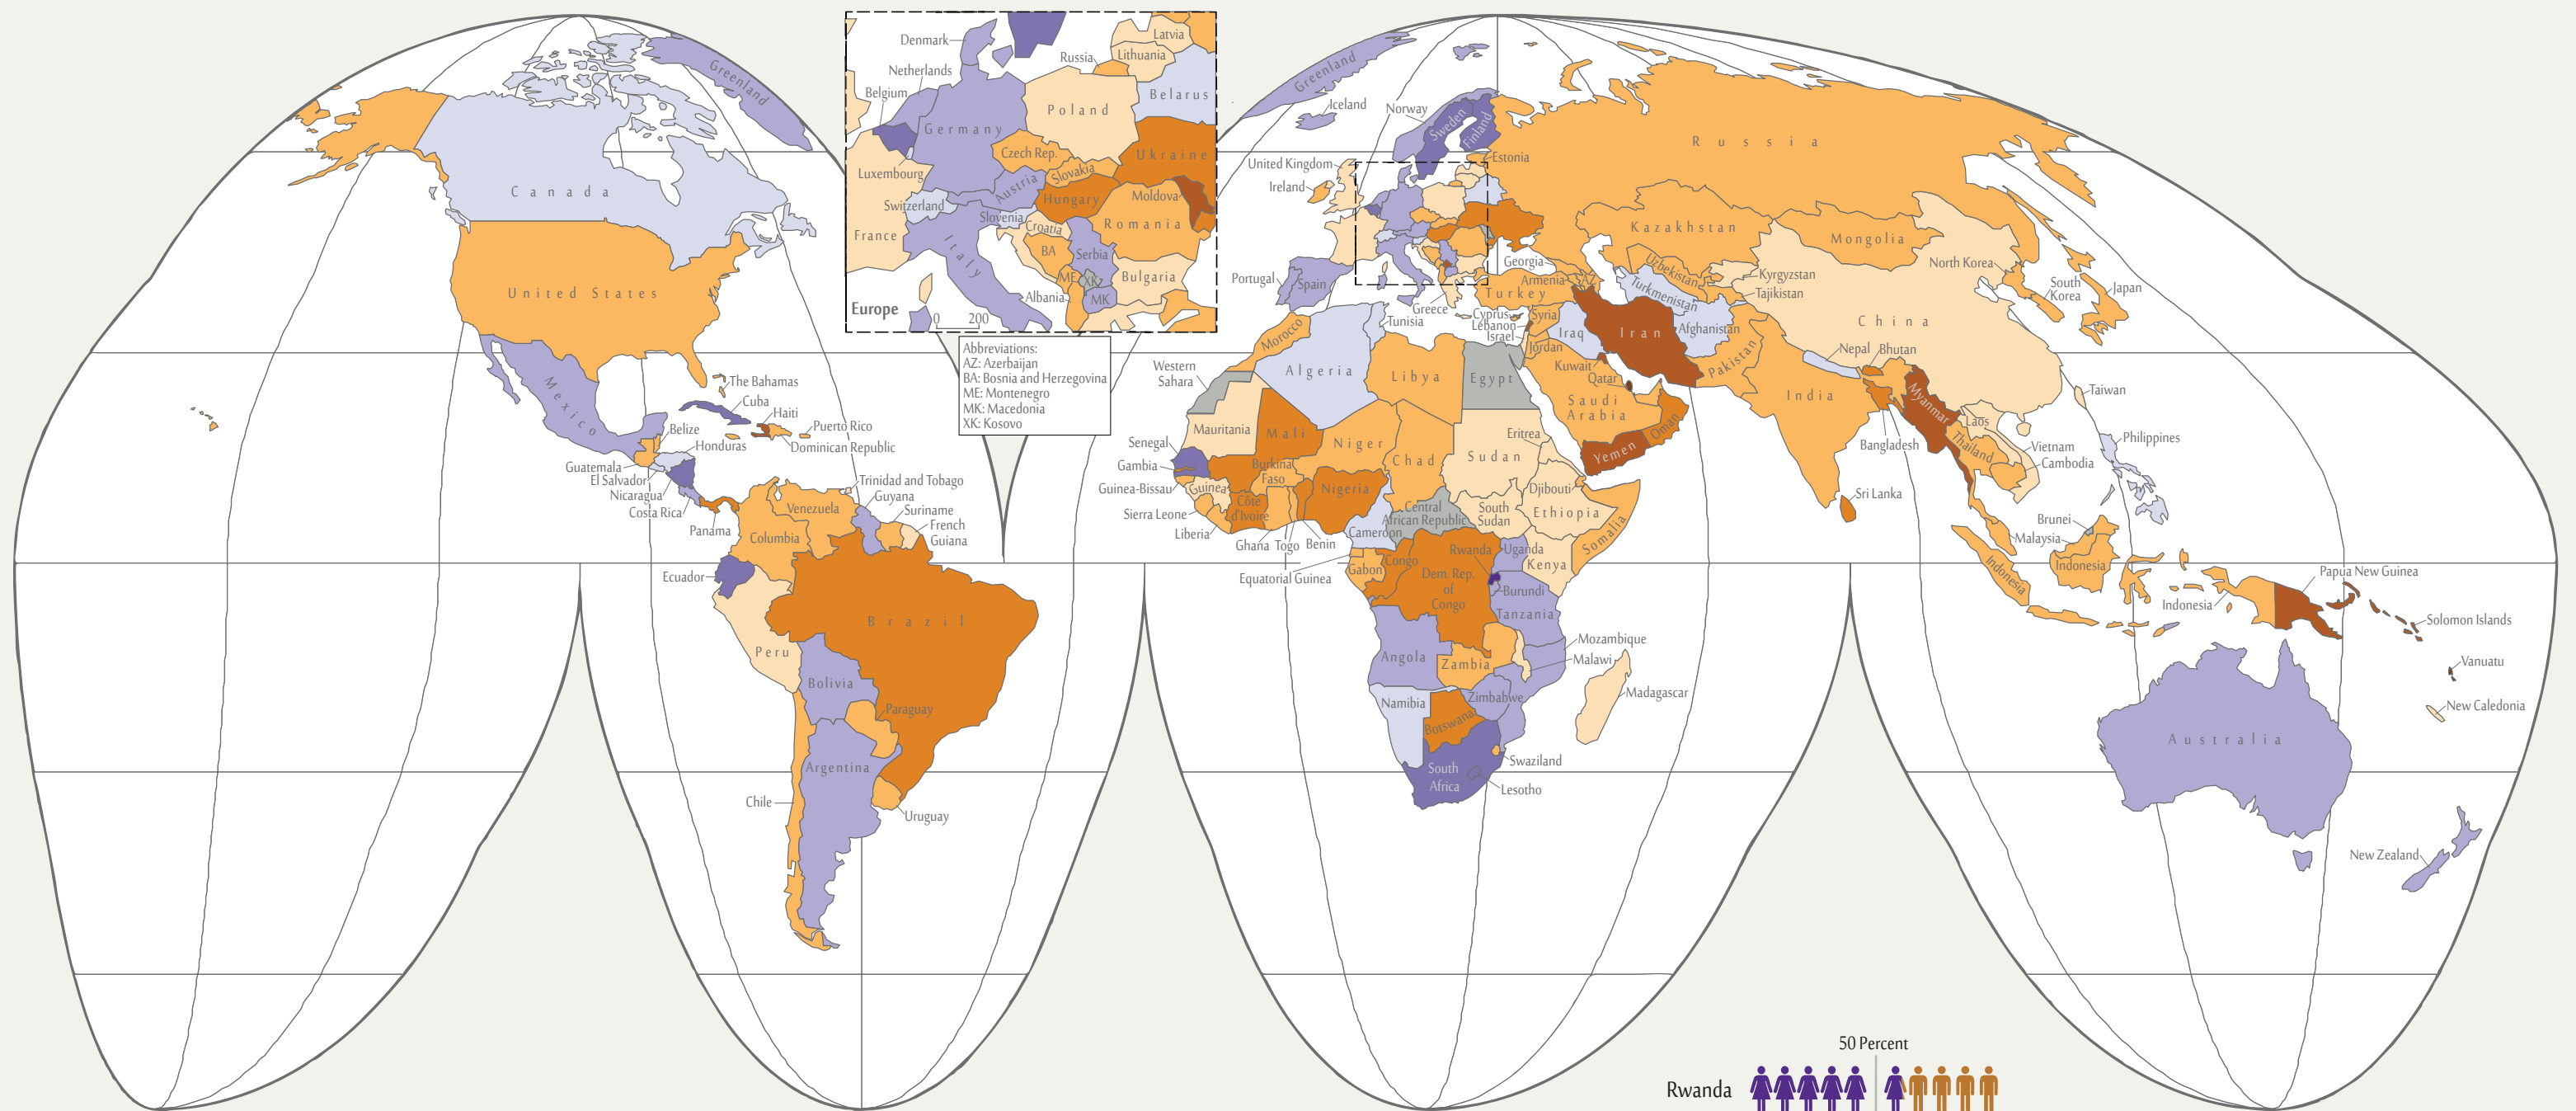 Greenland
Canada
United States
Mexico
The Bahamas
Cuba
Haiti
Puerto Rico
Dominican Republic
Belize
Honduras
Guatemala
El Salvador
Nicaragua
Costa Rica
Panama
Trinidad and Tobago
Guyana
Suriname
French
Guiana
Venezuela
Columbia
Ecuador
Peru
Brazil
Bolivia
Paraguay
Argentina
Chile
Uruguay
Denmark
Netherlands
Belgium
Germany
Luxembourg
Switzerland
France
Italy
Austria
Slovenia
Croatia
Czech Rep.
Slovakia
Hungary
Poland
Russia
Latvia
Lithuania
Belarus
Ukraine
Moldova
Romania
BA
Serbia
ME
XK
MK
Albania
Bulgaria
Europe
0 200
Abbreviations:
AZ: Azerbaijan
BA: Bosnia and Herzegovina
ME: Montenegro
MK: Macedonia
XK: Kosovo
Greenland
Iceland
Norway
Sweden
Finland
Estonia
United Kingdom
Ireland
Portugal
Spain
Greece
Russia
Kazakhstan
Mongolia
Georgia
Armenia
AZ
Turkey
Uzbekistan
Turkmenistan
Kyrgyzstan
Tajikistan
Cyprus
Lebanon
Israel
Syria
Jordan
Iraq
Iran
Afghanistan
Pakistan
Kuwait
Qatar
Saudi
Arabia
Yemen
Oman
China
North Korea
South
Korea
Japan
Taiwan
India
Nepal
Bhutan
Bangladesh
Myanmar
Sri Lanka
Laos
Thailand
Vietnam
Cambodia
Philippines
Brunei
Malaysia
Indonesia
Indonesia
Indonesia
Papua New Guinea
Solomon Islands
Vanuatu
New Caledonia
Australia
New Zealand
Morocco
Tunisia
Algeria
Libya
Egypt
Western
Sahara
Mauritania
Mali
Niger
Chad
Sudan
Eritrea
Djibouti
Ethiopia
Somalia
South
Sudan
Senegal
Gambia
Guinea-Bissau
Guinea
Sierra Leone
Liberia
Côte
d'Ivoire
Burkina
Faso
Ghana
Togo
Benin
Nigeria
Cameroon
Central
African Republic
Equatorial Guinea
Gabon
Congo
Dem. Rep.
of
Congo
Rwanda
Uganda
Kenya
Burundi
Tanzania
Angola
Zambia
Mozambique
Malawi
Madagascar
Namibia
Botswana
Zimbabwe
Swaziland
South
Africa
Lesotho
50 Percent
Rwanda